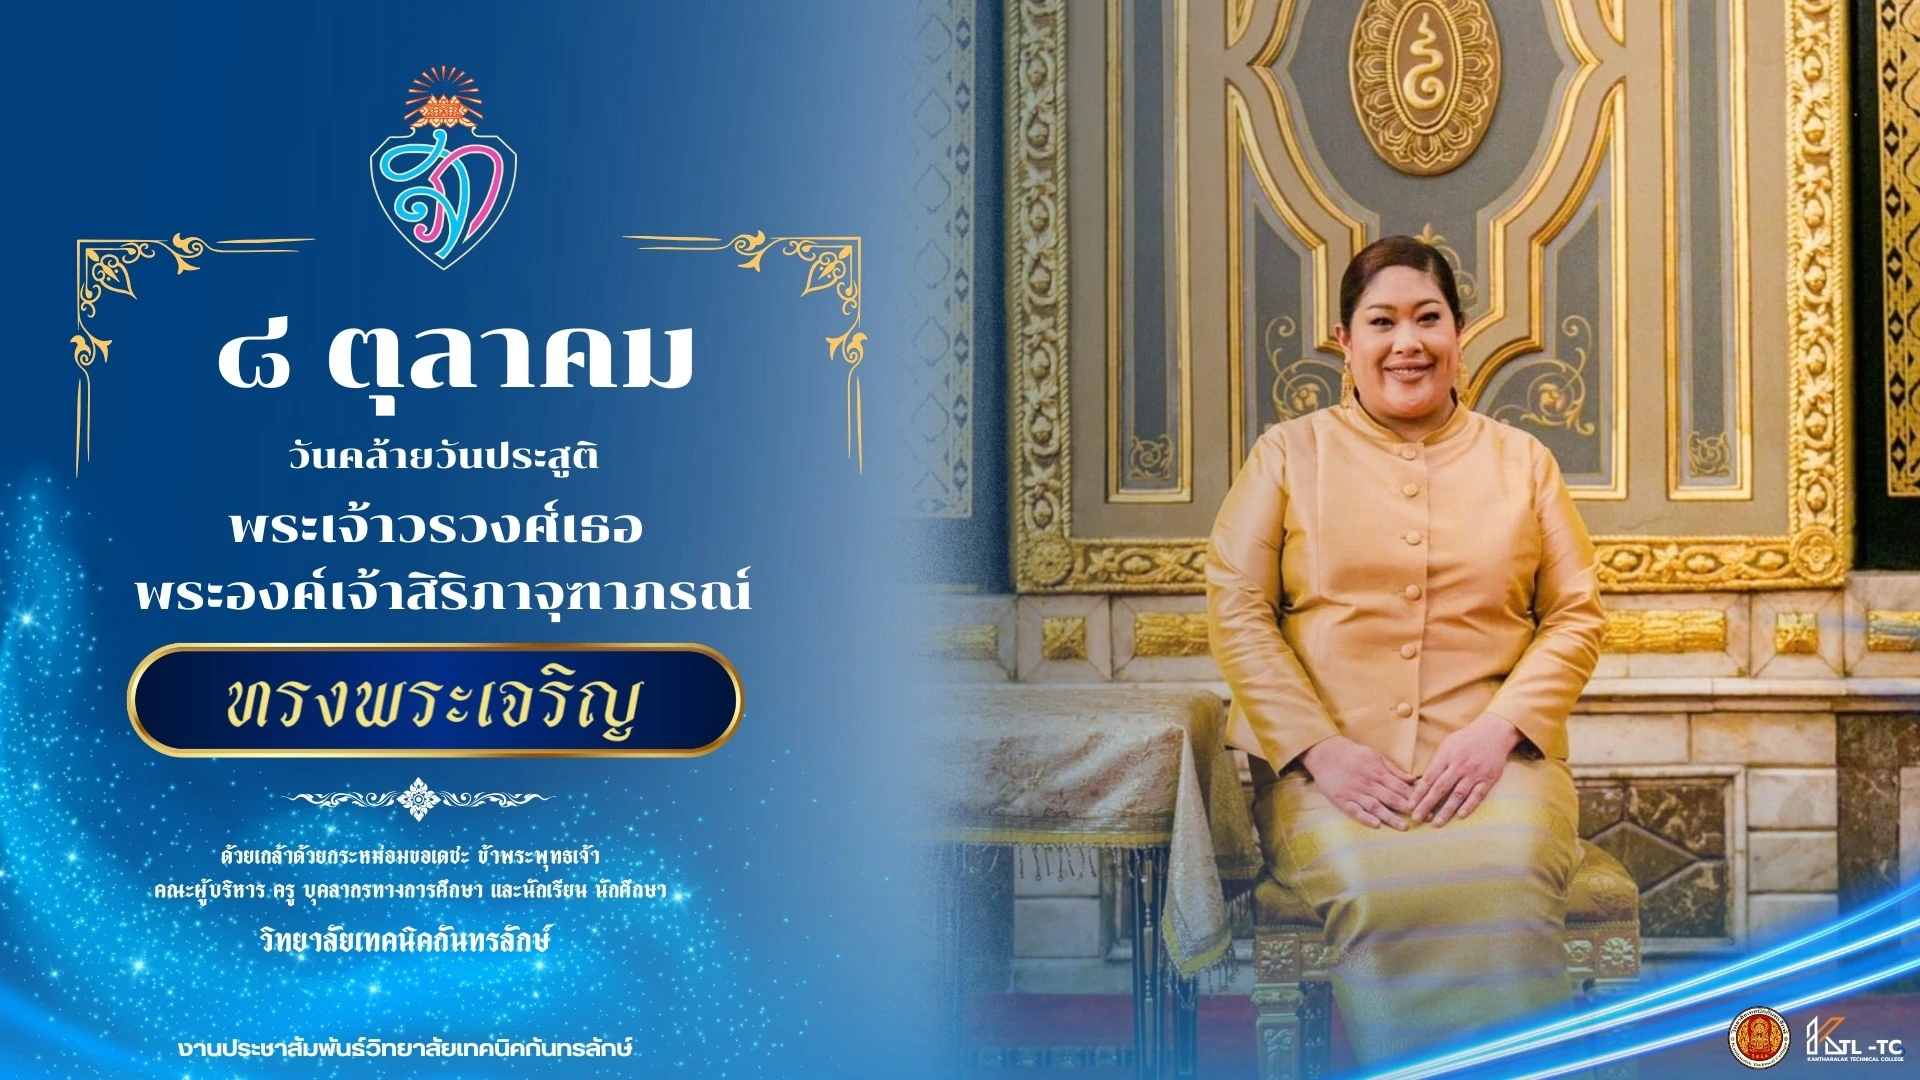 ๘ ตุลาคม
วันคล้ายวันประสูติ
พระเจ้าวรวงศ์เธอ
พระองค์เจ้าสิริภาจุฑาภรณ์
ทรงพระเจริญ
ด้วยเกล้าด้วยกระหม่อมขอเดชะ ข้าพระพุทธเจ้า
คณะผู้บริหาร ครู บุคลากรทางการศึกษา และนักเรียน นักศึกษา
วิทยาลัยเทคนิคกันทรลักษ์
งานประชาสัมพันธ์วิทยาลัยเทคนิคกันทรลักษ์
KTL -TC
KANTHARALAK TECHNICAL COLLEGE